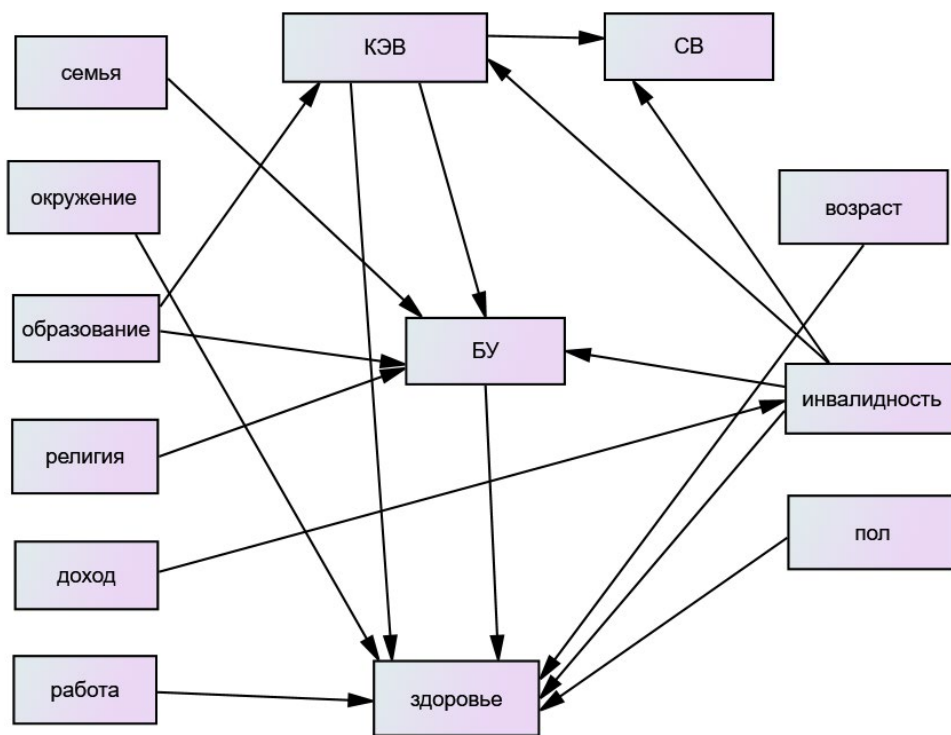 КЭВ
СВ
семья
окружение
возраст
образование
БУ
инвалидность
религия
пол
доход
работа
здоровье